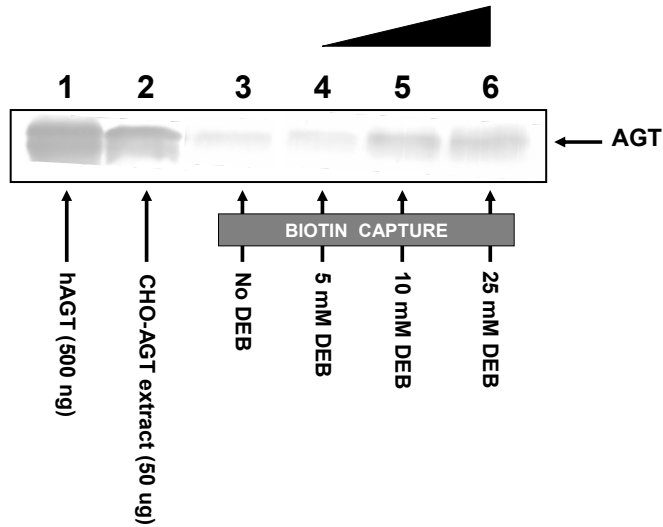 1 2 3 4 5 6
AGT
BIOTIN CAPTURE
hAGT (500 ng)
CHO-AGT extract (50 ug)
No DEB
5 mM DEB
10 mM DEB
25 mM DEB